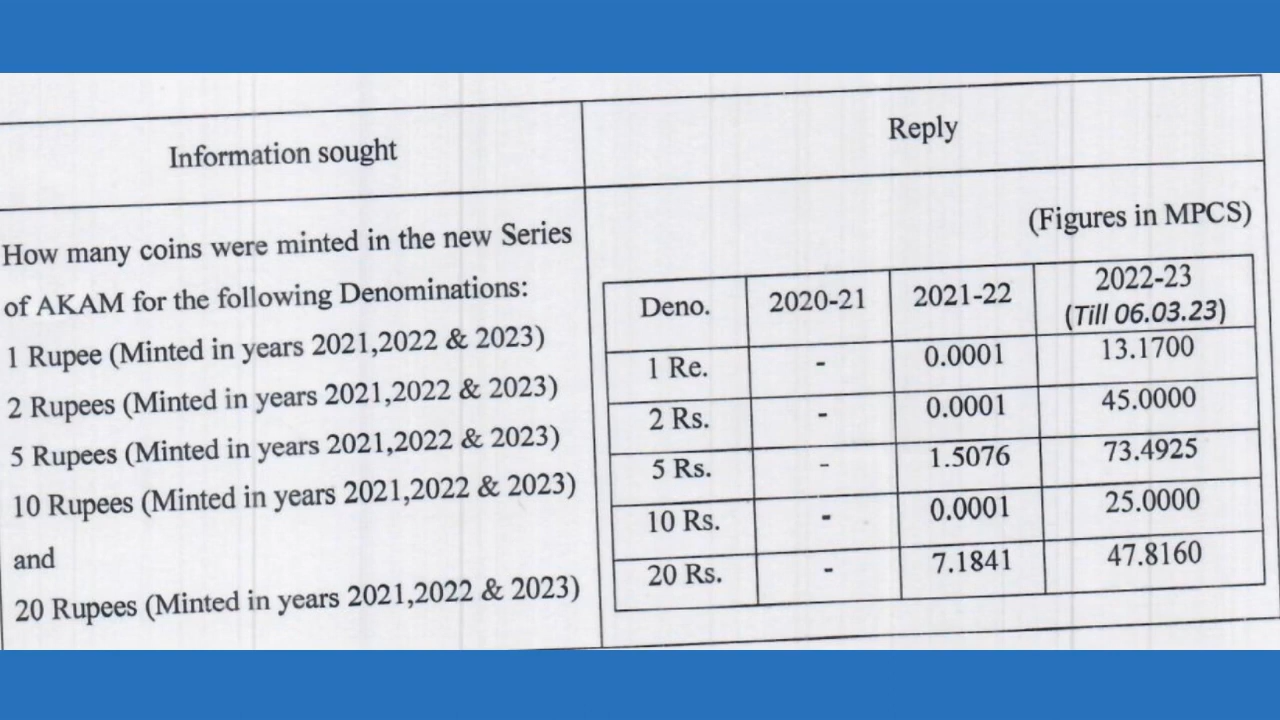 Information sought
Reply
How many coins were minted in the new Series
of AKAM for the following Denominations:
1 Rupee (Minted in years 2021,2022 & 2023)
2 Rupees (Minted in years 2021,2022 & 2023)
5 Rupees (Minted in years 2021,2022 & 2023)
10 Rupees (Minted in years 2021,2022 & 2023)
and
20 Rupees (Minted in years 2021,2022 & 2023)
(Figures in MPCS)
Deno. 2020-21 2021-22 2022-23
(Till 06.03.23)
1 Re. - 0.0001 13.1700
2 Rs. - 0.0001 45.0000
5 Rs. - 1.5076 73.4925
10 Rs. - 0.0001 25.0000
20 Rs. - 7.1841 47.8160